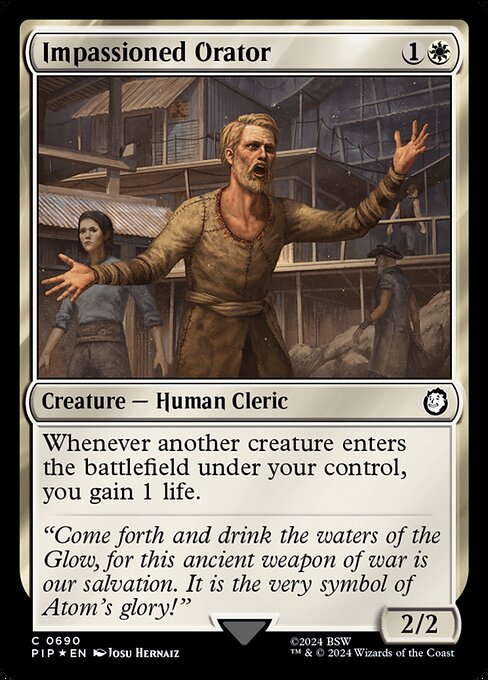 Impassioned Orator 1
Creature — Human Cleric
Whenever another creature enters
the battlefield under your control,
you gain 1 life.
“Come forth and drink the waters of the
Glow, for this ancient weapon of war is
our salvation. It is the very symbol of
Atom’s glory!”
2/2
C 0690
PIP★EN Josu Hernaiz
©2024 BSW
™ & © 2024 Wizards of the Coast